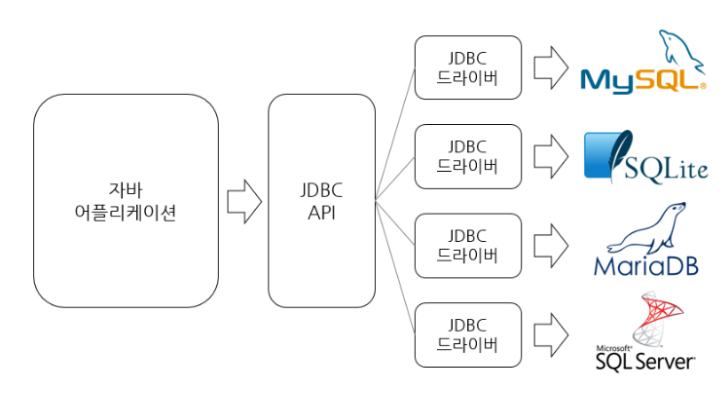 자바
어플리케이션
JDBC
API
JDBC
드라이버
MySQL®
JDBC
드라이버
SQLite
JDBC
드라이버
MariaDB
JDBC
드라이버
Microsoft®
SQL Server